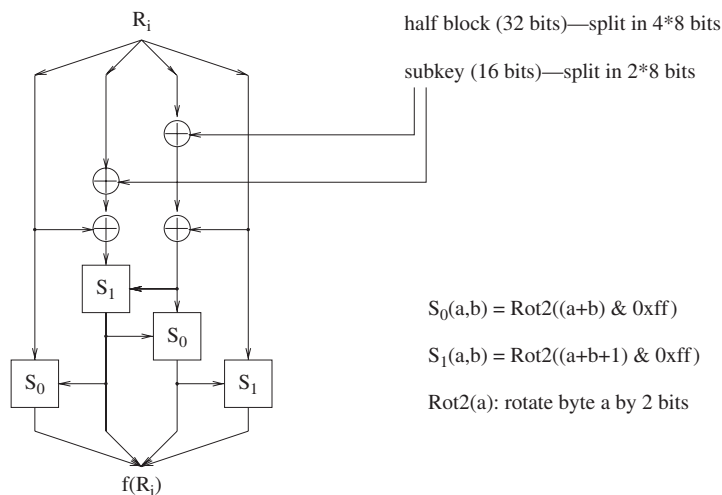 R_i
half block (32 bits)—split in 4*8 bits
subkey (16 bits)—split in 2*8 bits
S_1
S_0
S_0
S_1
S_0(a,b) = Rot2((a+b) & 0xff)
S_1(a,b) = Rot2((a+b+1) & 0xff)
Rot2(a): rotate byte a by 2 bits
f(R_i)